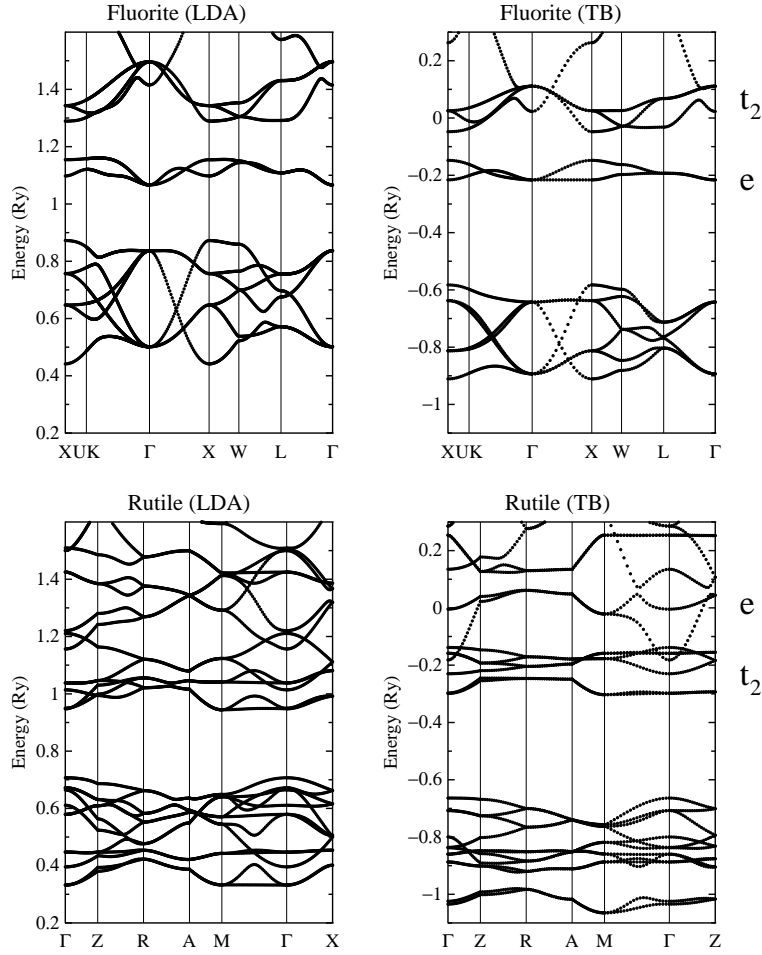 Fluorite (LDA)
Energy (Ry)
1.4
1.2
1
0.8
0.6
0.4
0.2
X U K Γ X W L Γ
Fluorite (TB)
Energy (Ry)
0.2
0
−0.2
−0.4
−0.6
−0.8
−1
X U K Γ X W L Γ
t2
e
Rutile (LDA)
Energy (Ry)
1.4
1.2
1
0.8
0.6
0.4
0.2
Γ Z R A M Γ X
Rutile (TB)
Energy (Ry)
0.2
0
−0.2
−0.4
−0.6
−0.8
−1
Γ Z R A M Γ Z
e
t2